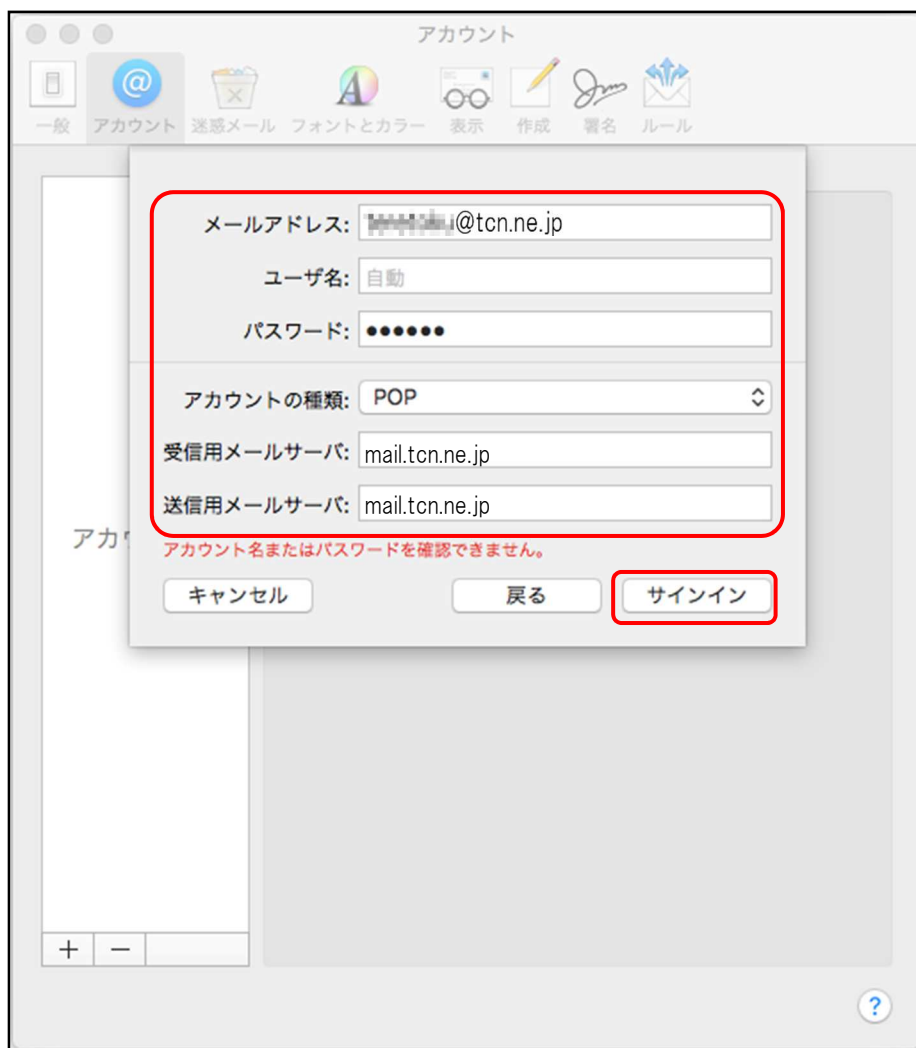 アカウント
一般 アカウント 迷惑メール フォントとカラー 表示 作成 署名 ルール
メールアドレス: @tcn.ne.jp
ユーザ名: 自動
パスワード: ●●●●●●
アカウントの種類: POP
受信用メールサーバ: mail.tcn.ne.jp
送信用メールサーバ: mail.tcn.ne.jp
アカウント名またはパスワードを確認できません。
キャンセル 戻る サインイン
アカ
+ −
?